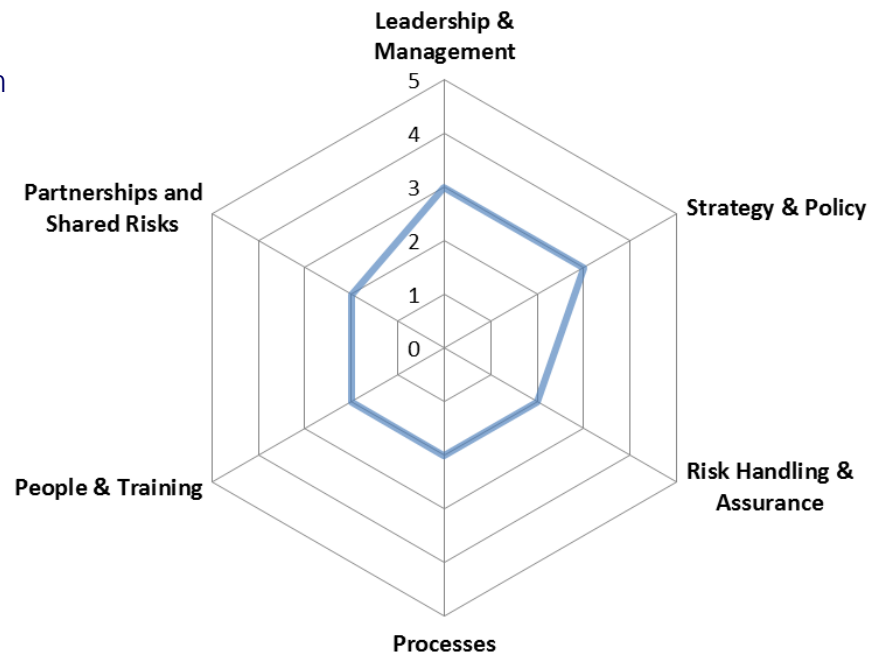 Leadership &
Management
5
4
3
2
1
0
Strategy & Policy
Risk Handling &
Assurance
Processes
People & Training
Partnerships and
Shared Risks